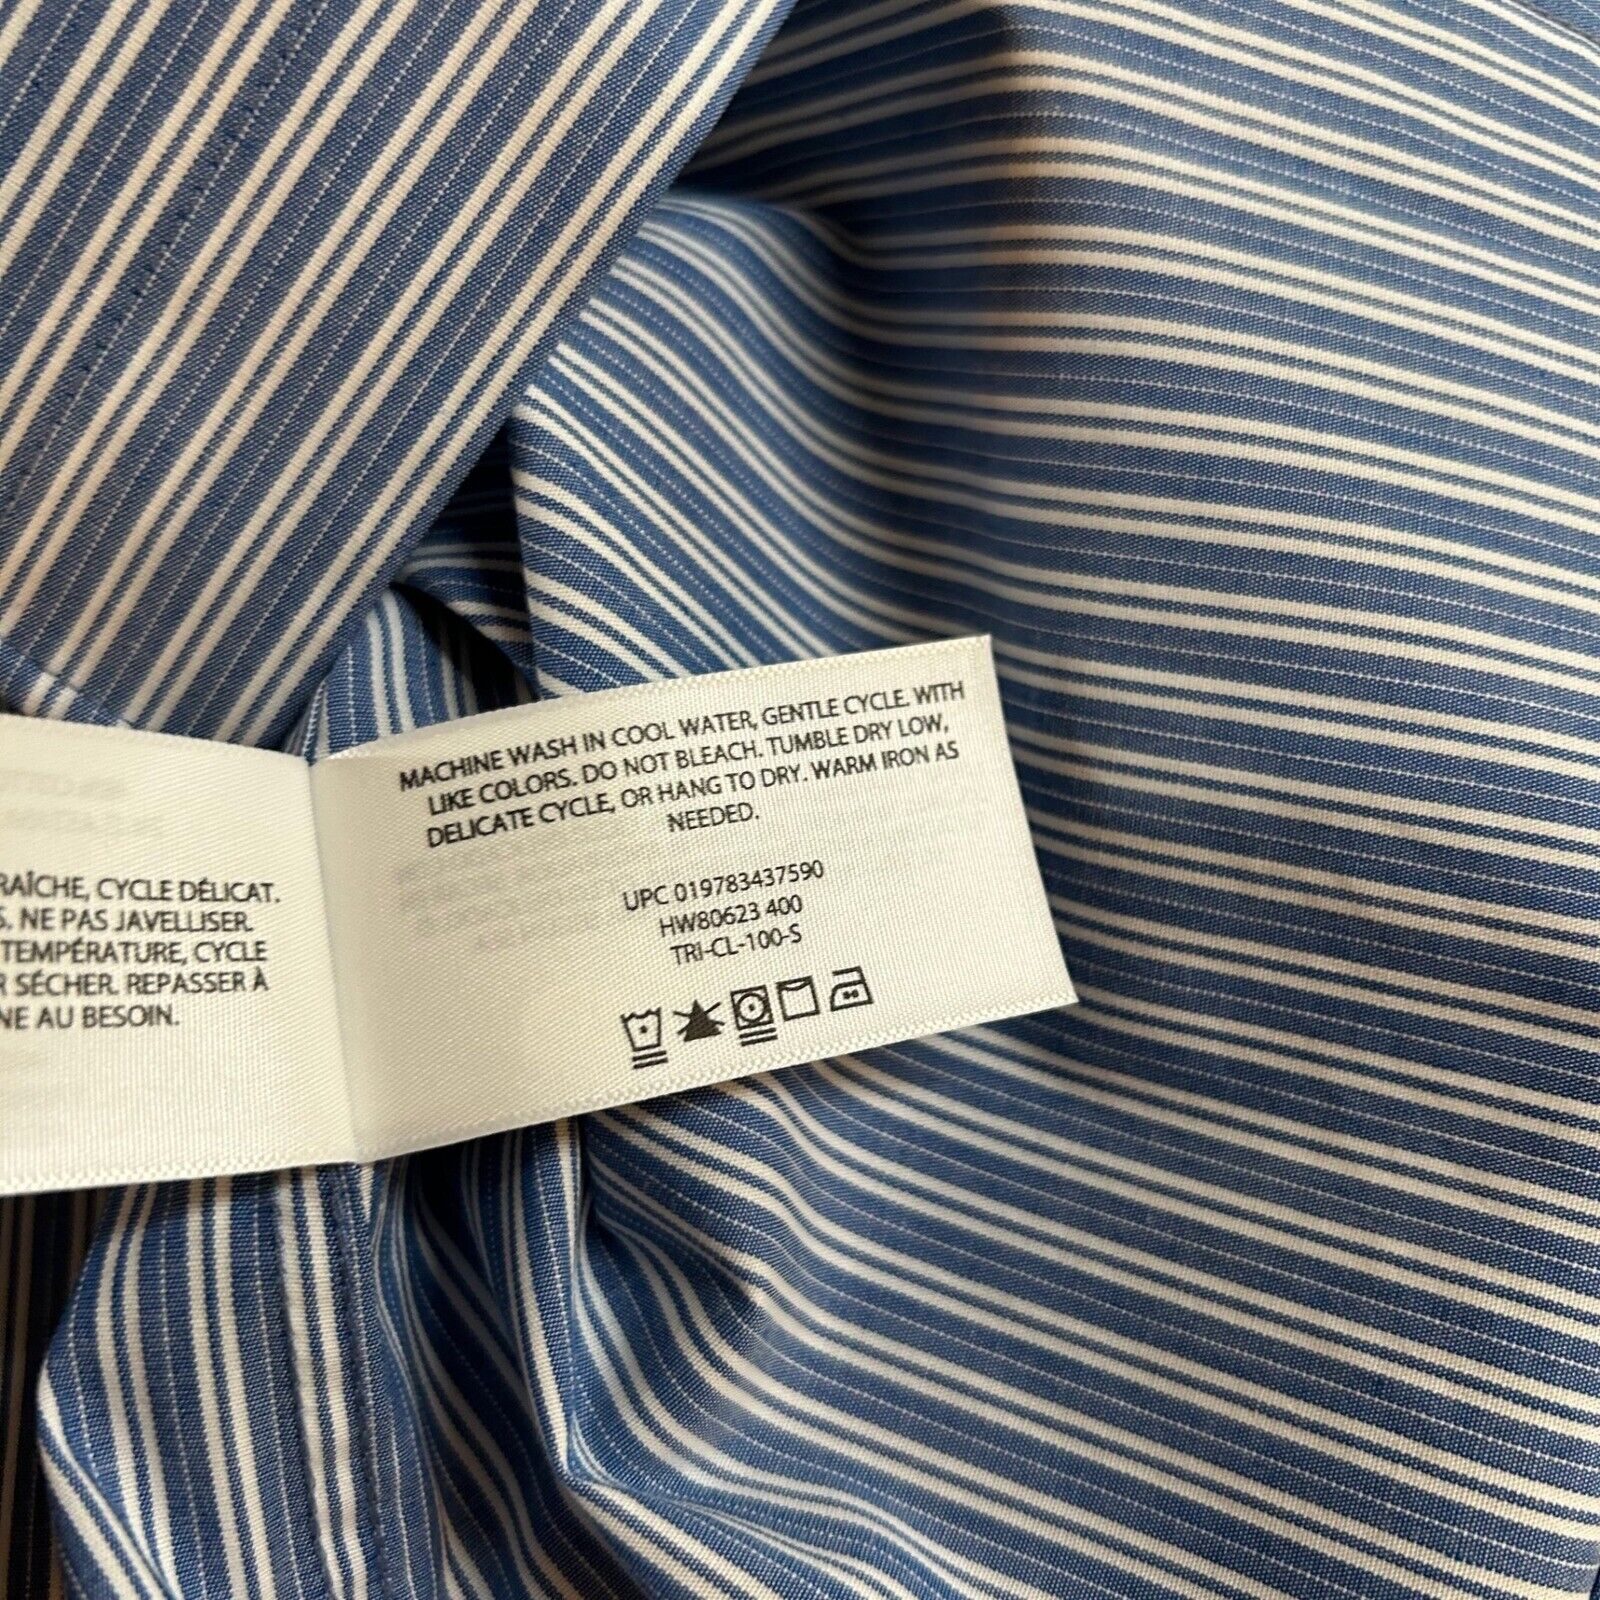 RAÎCHE, CYCLE DÉLICAT.
S. NE PAS JAVELLISER.
TEMPÉRATURE, CYCLE
R SÉCHER. REPASSER À
NE AU BESOIN.
MACHINE WASH IN COOL WATER, GENTLE CYCLE. WITH
LIKE COLORS. DO NOT BLEACH. TUMBLE DRY LOW,
DELICATE CYCLE, OR HANG TO DRY. WARM IRON AS
NEEDED.
UPC 019783437590
HW80623 400
TRI-CL-100-S